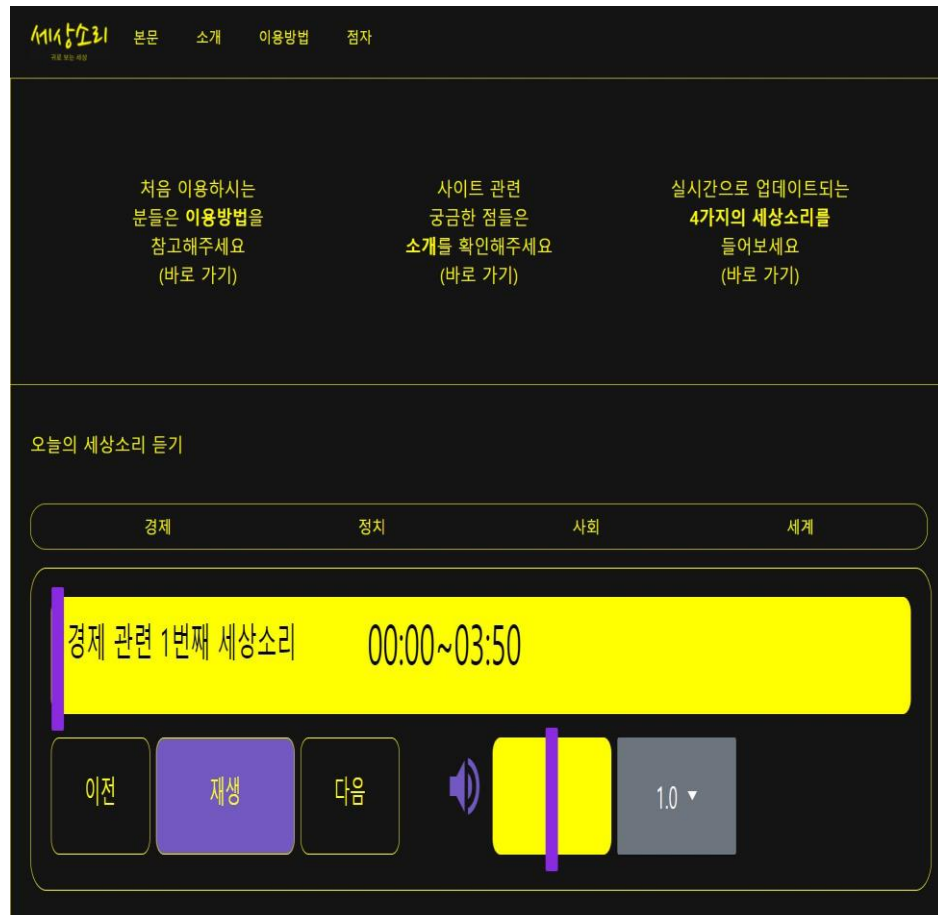 세상소리
귀로 보는 세상
본문 소개 이용방법 점자
처음 이용하시는
분들은 이용방법을
참고해주세요
(바로 가기)
사이트 관련
궁금한 점들은
소개를 확인해주세요
(바로 가기)
실시간으로 업데이트되는
4가지의 세상소리를
들어보세요
(바로 가기)
오늘의 세상소리 듣기
경제 정치 사회 세계
경제 관련 1번째 세상소리 00:00~03:50
이전 재생 다음 1.0